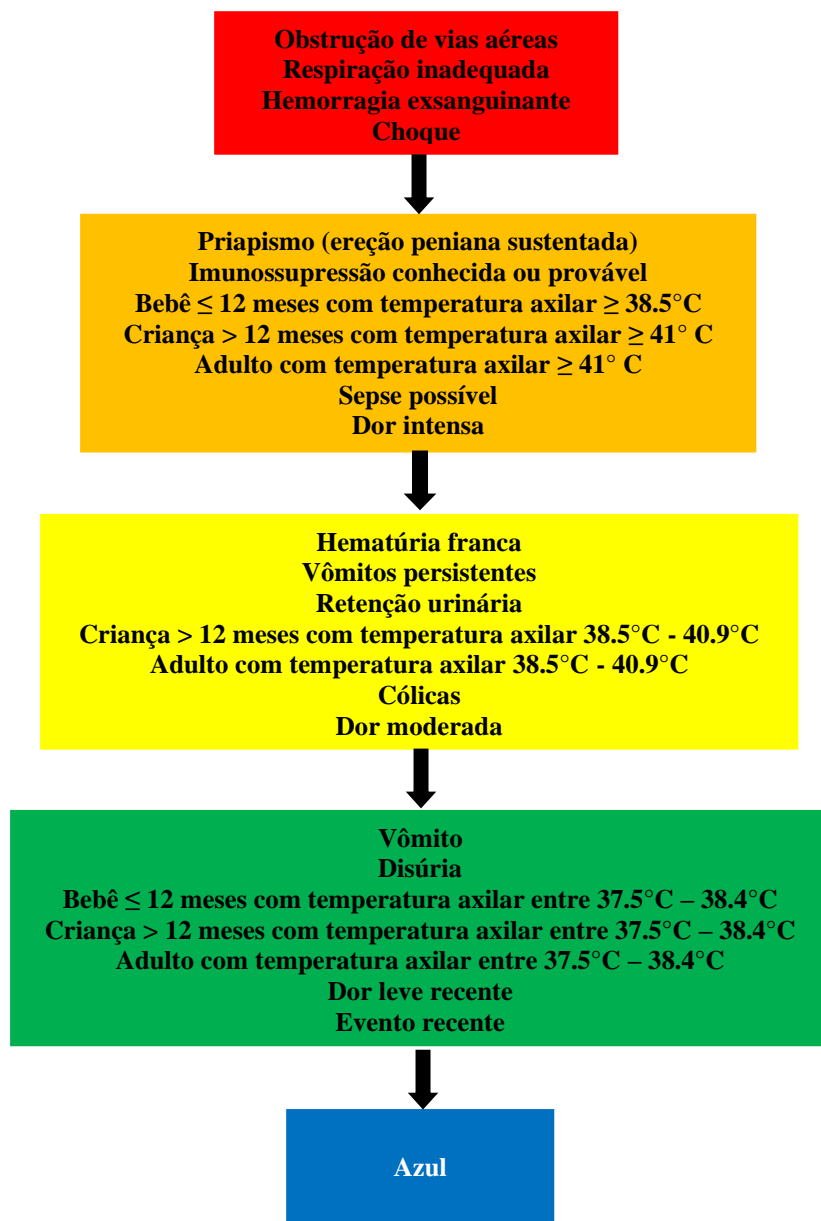 Obstrução de vias aéreas
Respiração inadequada
Hemorragia exsanguinante
Choque
Priapismo (ereção peniana sustentada)
Imunossupressão conhecida ou provável
Bebê ≤ 12 meses com temperatura axilar ≥ 38.5°C
Criança > 12 meses com temperatura axilar ≥ 41° C
Adulto com temperatura axilar ≥ 41° C
Sepse possível
Dor intensa
Hematúria franca
Vômitos persistentes
Retenção urinária
Criança > 12 meses com temperatura axilar 38.5°C - 40.9°C
Adulto com temperatura axilar 38.5°C - 40.9°C
Cólicas
Dor moderada
Vômito
Disúria
Bebê ≤ 12 meses com temperatura axilar entre 37.5°C – 38.4°C
Criança > 12 meses com temperatura axilar entre 37.5°C – 38.4°C
Adulto com temperatura axilar entre 37.5°C – 38.4°C
Dor leve recente
Evento recente
Azul